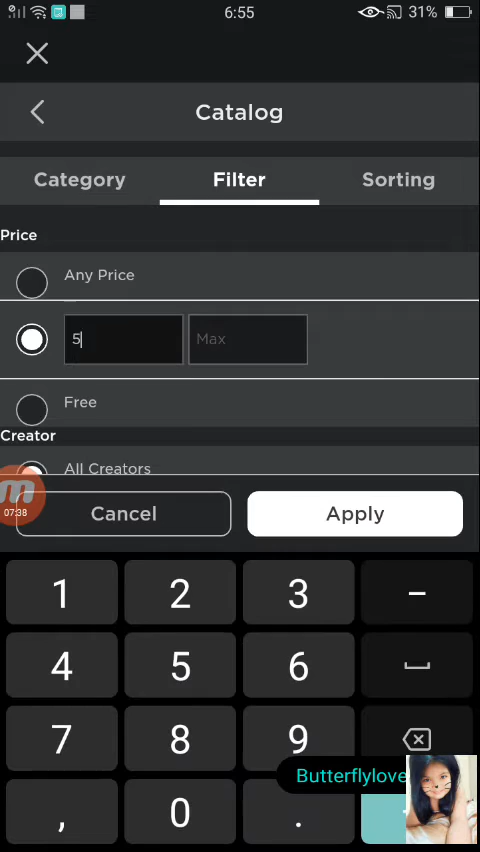 6:55
31%
Catalog
Category Filter Sorting
Price
Any Price
5 Max
Free
Creator
All Creators
07:38
Cancel Apply
1 2 3 –
4 5 6
7 8 9
Butterflylove
, 0 .